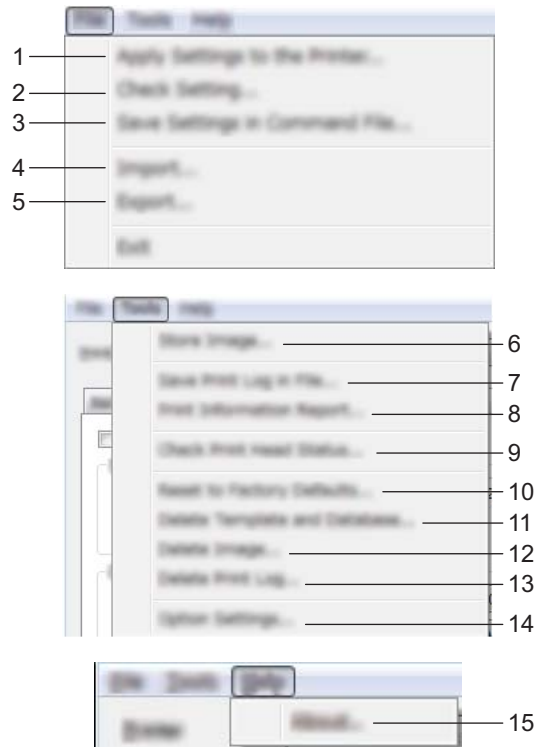 File Tools Help
1 Apply Settings to the Printer...
2 Check Setting...
3 Save Settings in Command File...
4 Import...
5 Export...
Exit
File Tools Help
Store Image... 6
Save Print Log in File... 7
Print Information Report... 8
Check Print Head Status... 9
Reset to Factory Defaults... 10
Delete Template and Database... 11
Delete Image... 12
Delete Print Log... 13
Option Settings... 14
File Tools Help
Printer About... 15